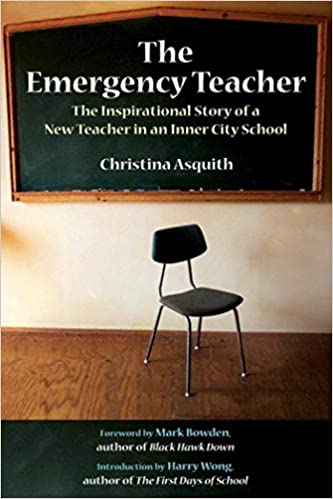 The
Emergency Teacher
The Inspirational Story of a
New Teacher in an Inner City School
Christina Asquith
Foreword by Mark Bowden,
author of Black Hawk Down
Introduction by Harry Wong,
author of The First Days of School